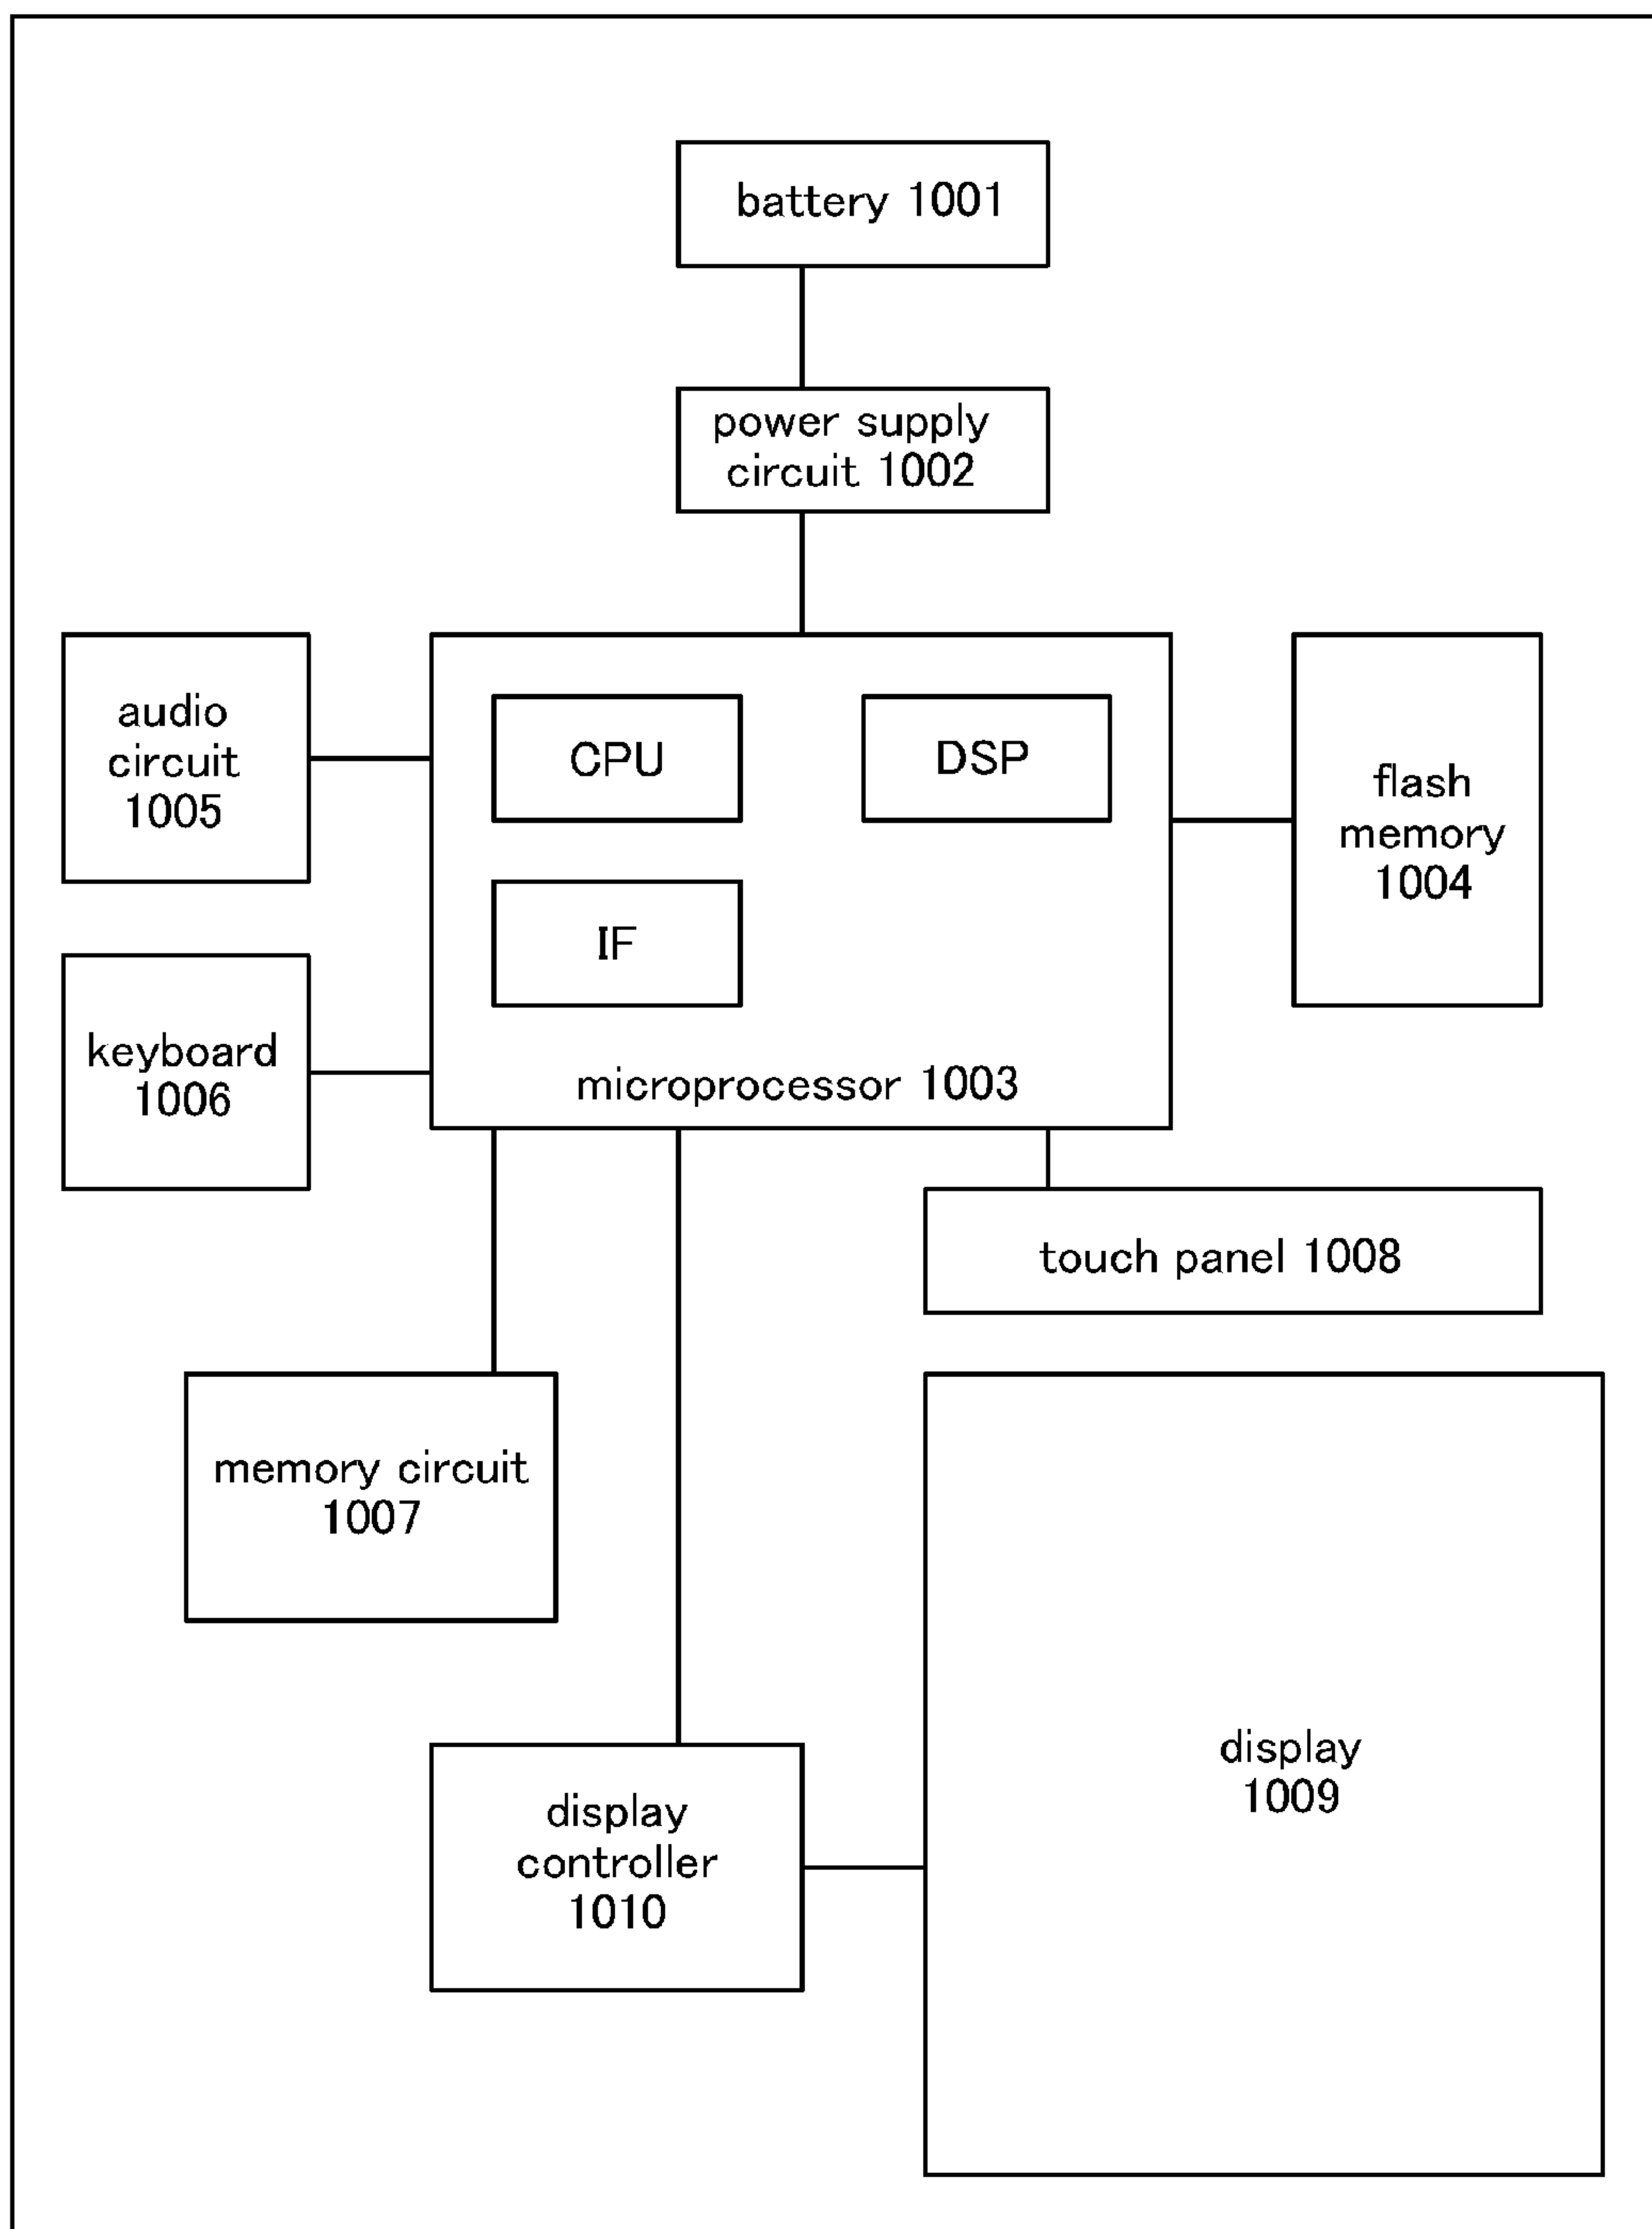 battery 1001
power supply
circuit 1002
audio
circuit
1005
CPU
DSP
flash
memory
1004
IF
keyboard
1006
microprocessor 1003
touch panel 1008
memory circuit
1007
display
1009
display
controller
1010